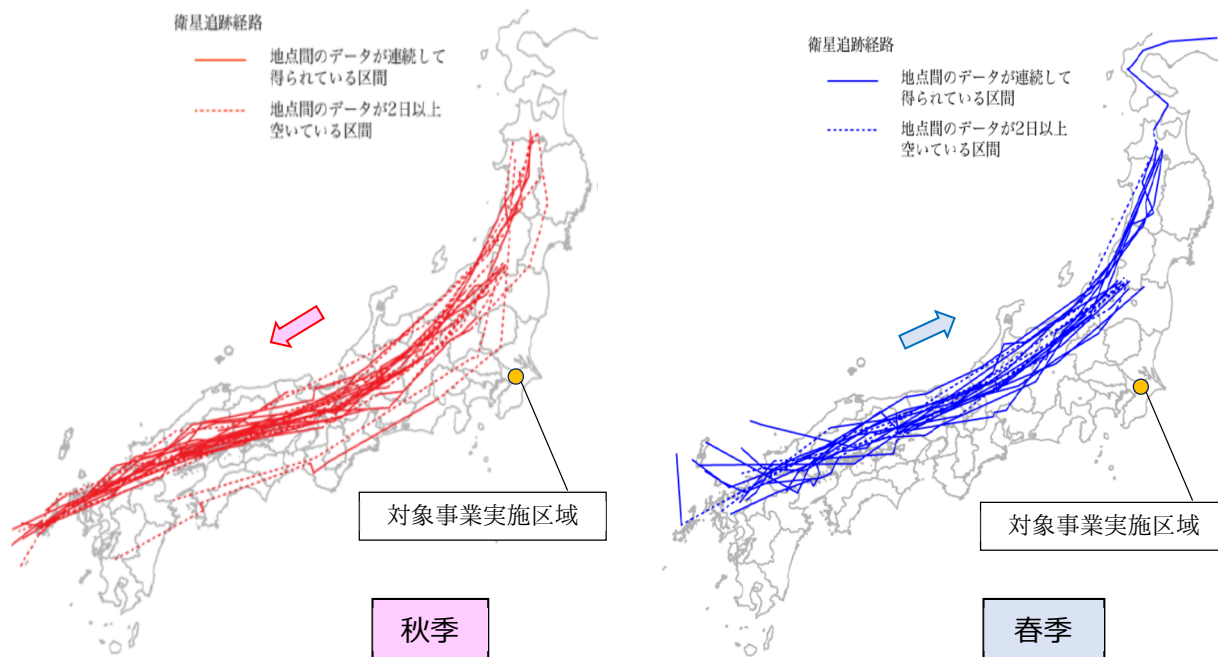 衛星追跡経路
地点間のデータが連続して
得られている区間
地点間のデータが2日以上
空いている区間
対象事業実施区域
秋季
衛星追跡経路
地点間のデータが連続して
得られている区間
地点間のデータが2日以上
空いている区間
対象事業実施区域
春季